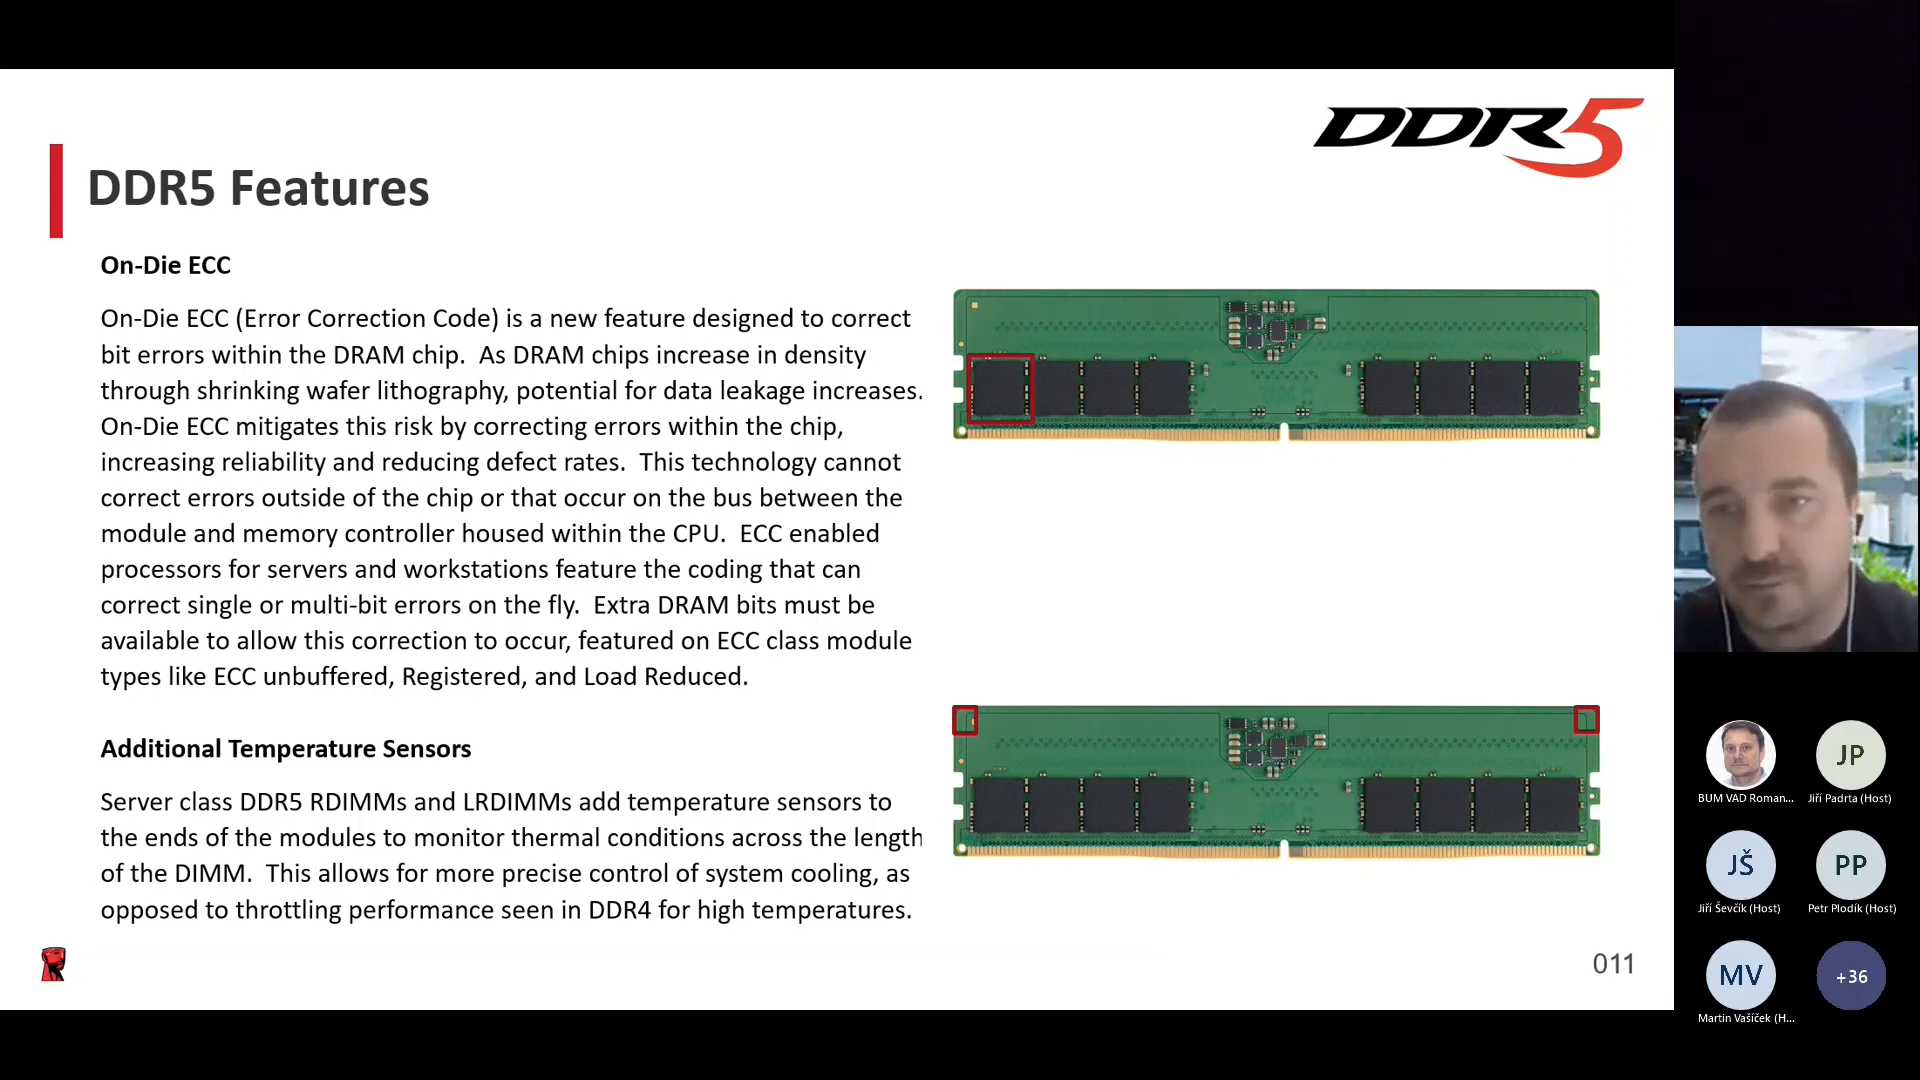 DDR5
DDR5 Features
On-Die ECC
On-Die ECC (Error Correction Code) is a new feature designed to correct
bit errors within the DRAM chip.  As DRAM chips increase in density
through shrinking wafer lithography, potential for data leakage increases.
On-Die ECC mitigates this risk by correcting errors within the chip,
increasing reliability and reducing defect rates.  This technology cannot
correct errors outside of the chip or that occur on the bus between the
module and memory controller housed within the CPU.  ECC enabled
processors for servers and workstations feature the coding that can
correct single or multi-bit errors on the fly.  Extra DRAM bits must be
available to allow this correction to occur, featured on ECC class module
types like ECC unbuffered, Registered, and Load Reduced.
Additional Temperature Sensors
Server class DDR5 RDIMMs and LRDIMMs add temperature sensors to
the ends of the modules to monitor thermal conditions across the length
of the DIMM.  This allows for more precise control of system cooling, as
opposed to throttling performance seen in DDR4 for high temperatures.
011
BUM VAD Roman...
JP
Jiří Padrta (Host)
JŠ
Jiří Ševčík (Host)
PP
Petr Plodík (Host)
MV
Martin Vašíček (H...
+36